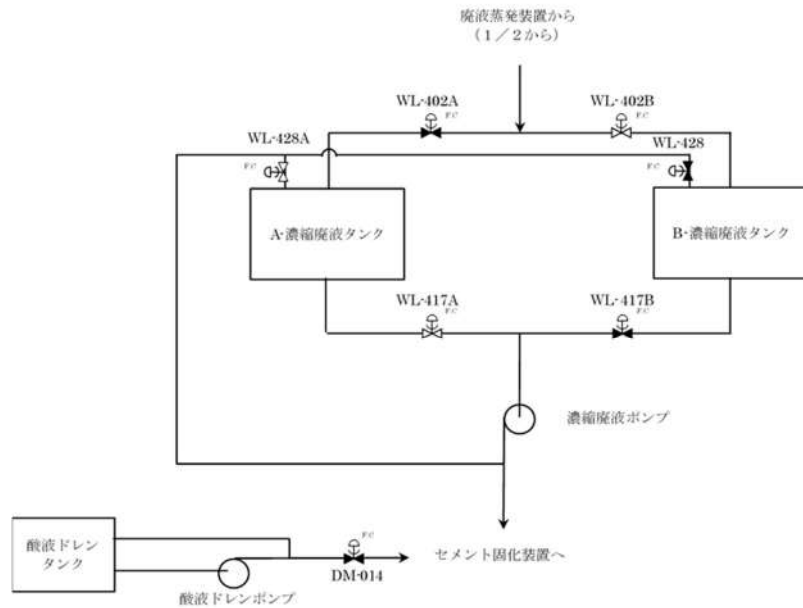 廃液蒸発装置から
（1／2から）
WL-402A
F.C
WL-402B
F.C
WL-428A
F.C
WL-428
F.C
A-濃縮廃液タンク
B-濃縮廃液タンク
WL-417A
F.C
WL-417B
F.C
濃縮廃液ポンプ
酸液ドレン
タンク
F.C
DM-014
セメント固化装置へ
酸液ドレンポンプ